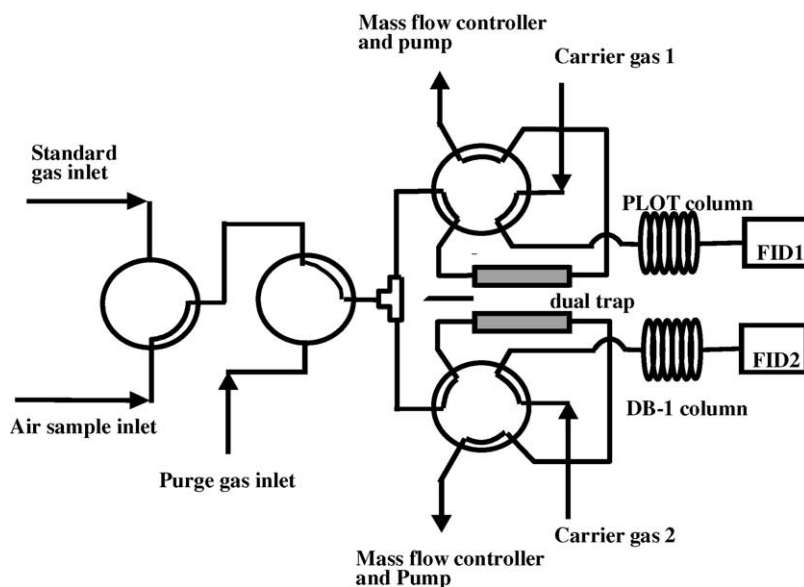 Mass flow controller
and pump
Carrier gas 1
Standard
gas inlet
PLOT column
FID1
dual trap
FID2
DB-1 column
Air sample inlet
Purge gas inlet
Carrier gas 2
Mass flow controller
and Pump